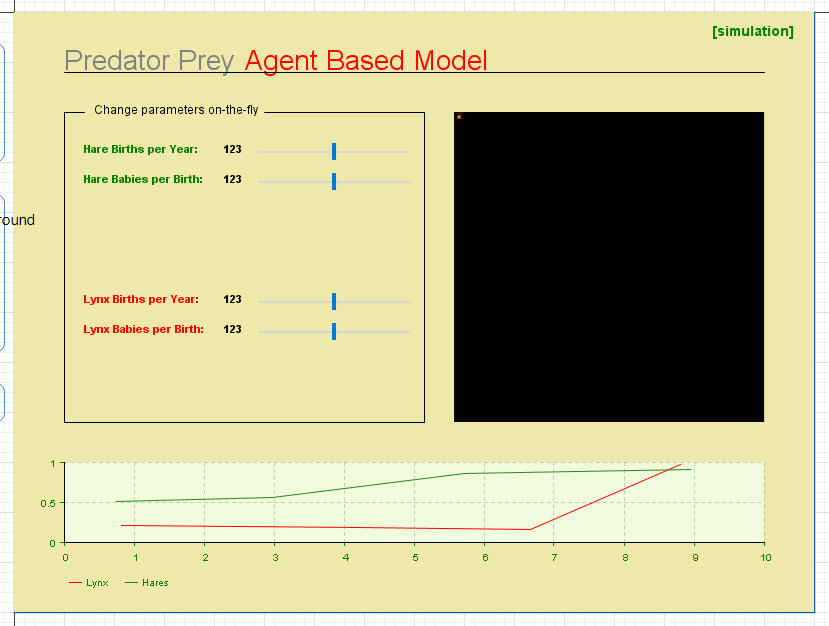 [simulation]
Predator Prey Agent Based Model
Change parameters on-the-fly
Hare Births per Year: 123
Hare Babies per Birth: 123
round
Lynx Births per Year: 123
Lynx Babies per Birth: 123
1
0.5
0
0 1 2 3 4 5 6 7 8 9 10
Lynx Hares